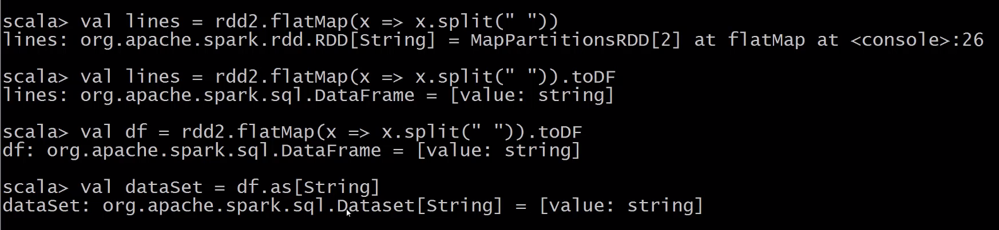 scala> val lines = rdd2.flatMap(x => x.split(" "))
lines: org.apache.spark.rdd.RDD[String] = MapPartitionsRDD[2] at flatMap at <console>:26
scala> val lines = rdd2.flatMap(x => x.split(" ")).toDF
lines: org.apache.spark.sql.DataFrame = [value: string]
scala> val df = rdd2.flatMap(x => x.split(" ")).toDF
df: org.apache.spark.sql.DataFrame = [value: string]
scala> val dataSet = df.as[String]
dataSet: org.apache.spark.sql.Dataset[String] = [value: string]